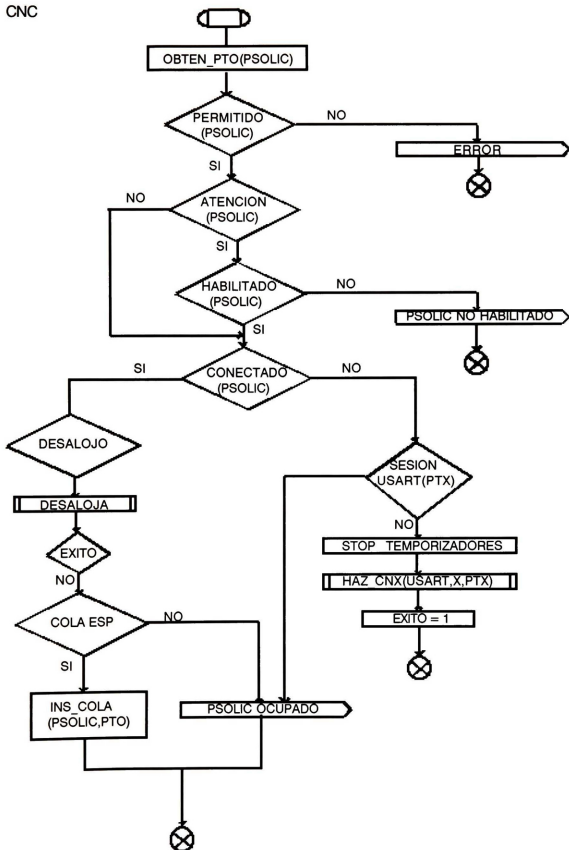 CNC
OBTEN_PTO(PSOLIC)
PERMITIDO
(PSOLIC)
NO
ERROR
SI
ATENCION
(PSOLIC)
NO
SI
HABILITADO
(PSOLIC)
NO
PSOLIC NO HABILITADO
SI
CONECTADO
(PSOLIC)
SI
NO
DESALOJO
SESION
USART(PTX)
DESALOJA
NO
STOP TEMPORIZADORES
EXITO
HAZ_CNX(USART,X,PTX)
NO
EXITO = 1
COLA ESP
NO
SI
INS_COLA
(PSOLIC,PTO)
PSOLIC OCUPADO